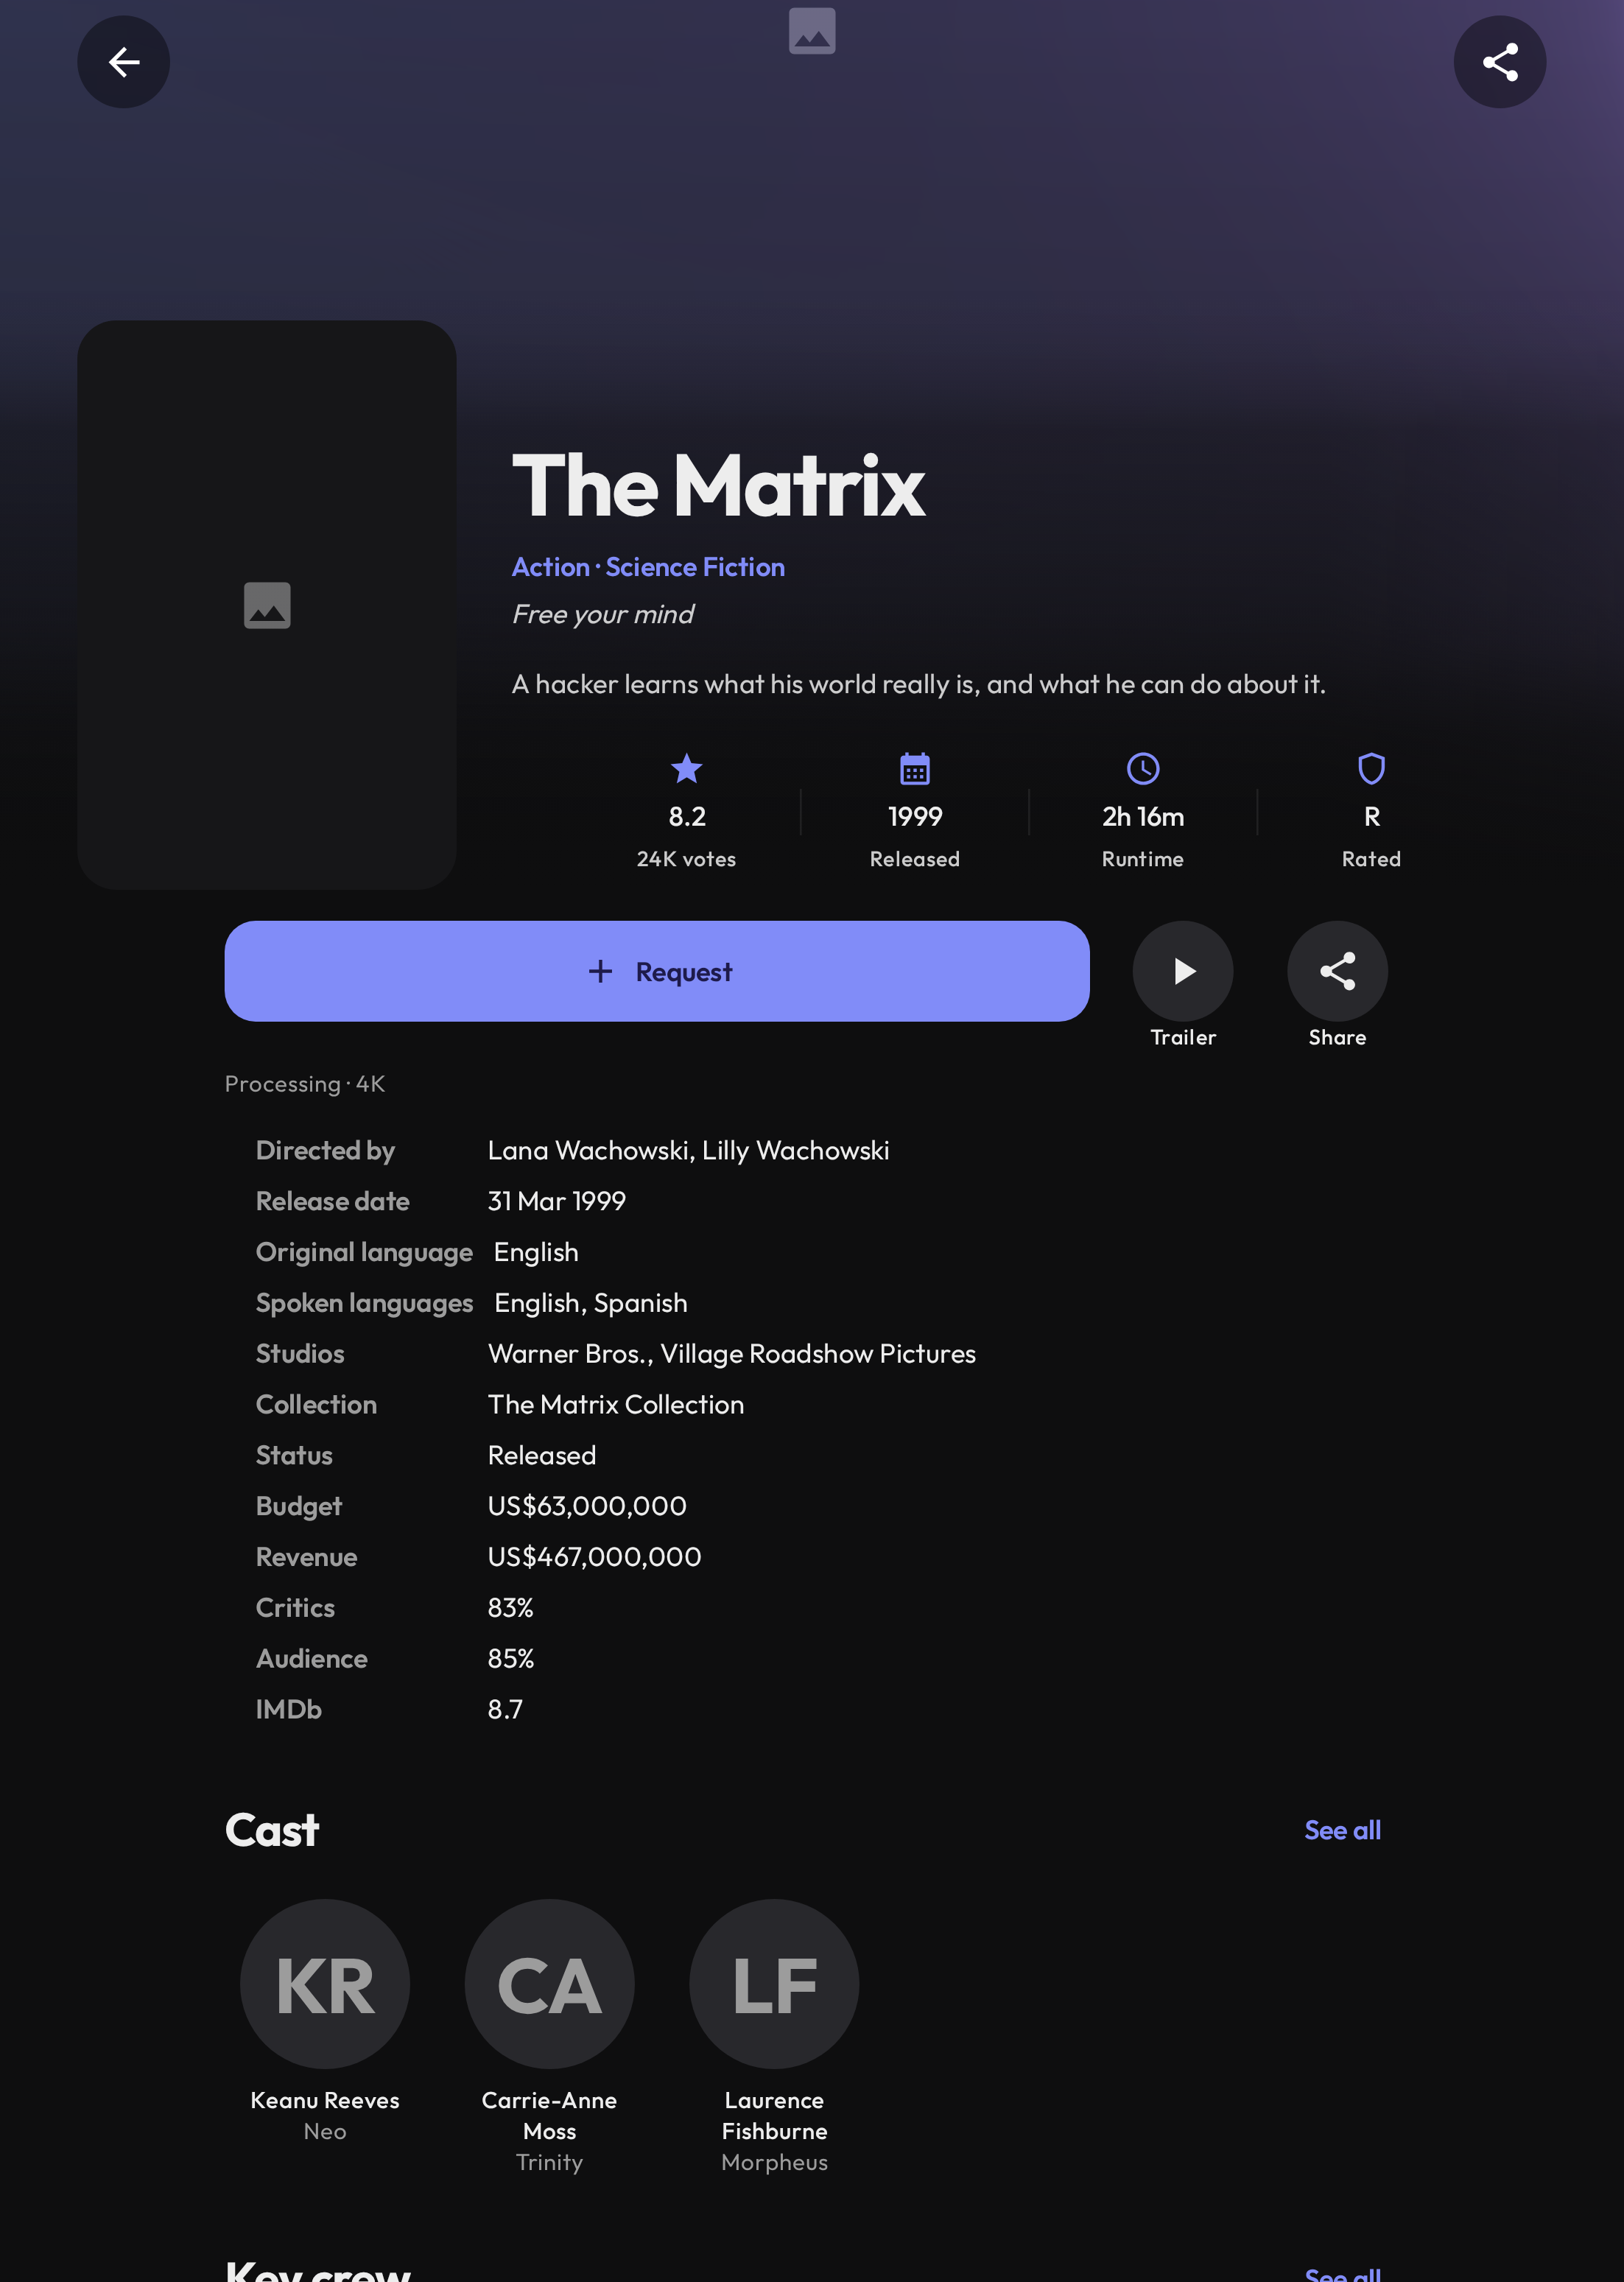 The Matrix
Action · Science Fiction
Free your mind
A hacker learns what his world really is, and what he can do about it.
8.2 1999 2h 16m R
24K votes Released Runtime Rated
Request
Trailer Share
Processing · 4K
Directed by Lana Wachowski, Lilly Wachowski
Release date 31 Mar 1999
Original language English
Spoken languages English, Spanish
Studios Warner Bros., Village Roadshow Pictures
Collection The Matrix Collection
Status Released
Budget US$63,000,000
Revenue US$467,000,000
Critics 83%
Audience 85%
IMDb 8.7
Cast See all
KR CA LF
Keanu Reeves
Neo
Carrie-Anne
Moss
Trinity
Laurence
Fishburne
Morpheus
Key crew See all